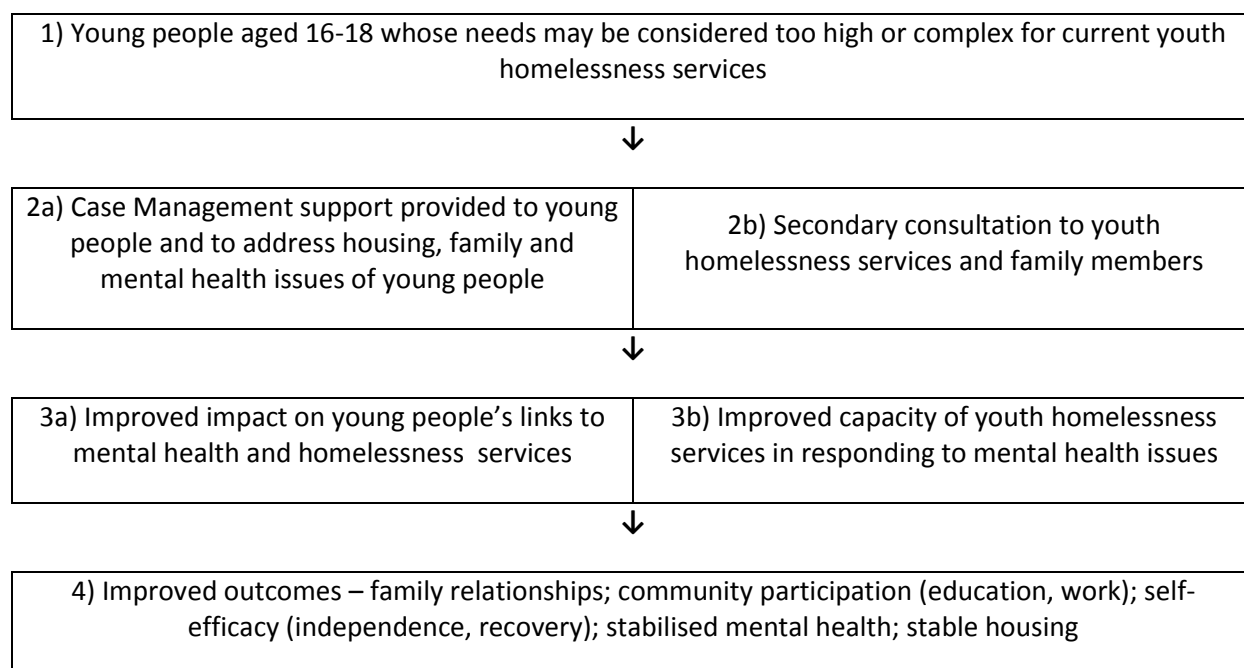 1) Young people aged 16-18 whose needs may be considered too high or complex for current youth
homelessness services
↓
2a) Case Management support provided to young
people and to address housing, family and
mental health issues of young people
2b) Secondary consultation to youth
homelessness services and family members
↓
3a) Improved impact on young people’s links to
mental health and homelessness  services
3b) Improved capacity of youth homelessness
services in responding to mental health issues
↓
4) Improved outcomes – family relationships; community participation (education, work); self-
efficacy (independence, recovery); stabilised mental health; stable housing